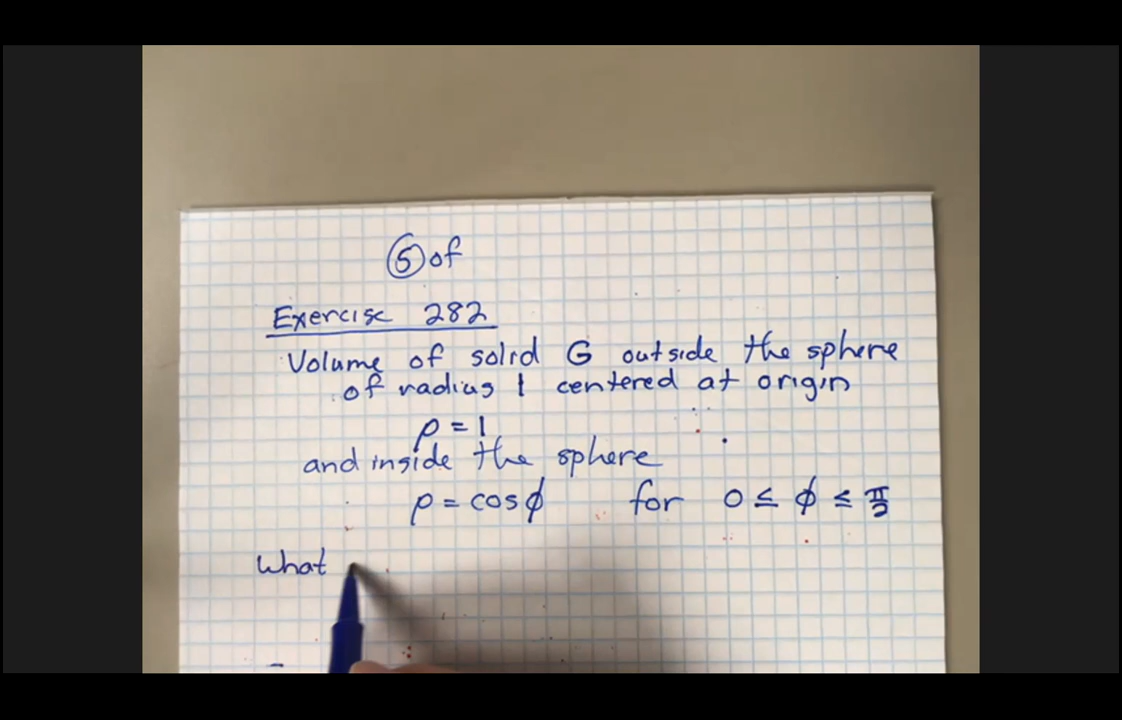 ⑤ of
Exercise 282
Volume of solid G outside the sphere
of radius 1 centered at origin
ρ = 1
and inside the sphere
ρ = cos ϕ for 0 ≤ ϕ ≤ π/2
What